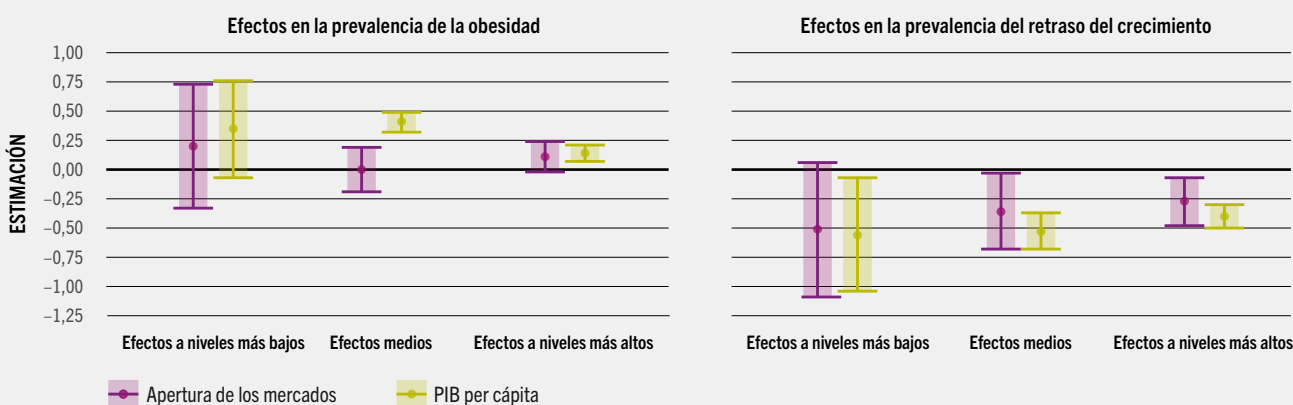 Efectos en la prevalencia de la obesidad
Efectos en la prevalencia del retraso del crecimiento
ESTIMACIÓN
1,00
0,75
0,50
0,25
0,00
–0,25
–0,50
–0,75
–1,00
–1,25
Efectos a niveles más bajos
Efectos medios
Efectos a niveles más altos
Efectos a niveles más bajos
Efectos medios
Efectos a niveles más altos
Apertura de los mercados
PIB per cápita